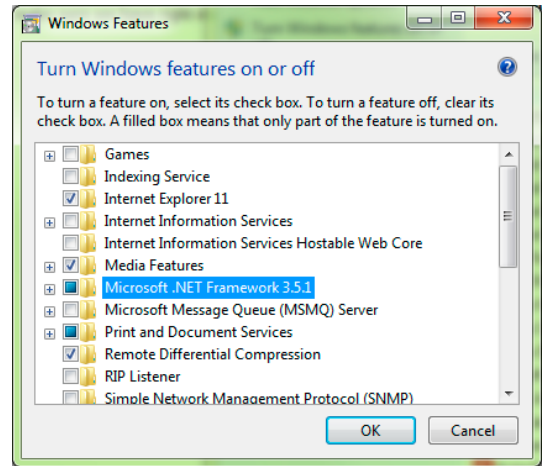 Windows Features
Turn Windows features on or off
To turn a feature on, select its check box. To turn a feature off, clear its
check box. A filled box means that only part of the feature is turned on.
Games
Indexing Service
Internet Explorer 11
Internet Information Services
Internet Information Services Hostable Web Core
Media Features
Microsoft .NET Framework 3.5.1
Microsoft Message Queue (MSMQ) Server
Print and Document Services
Remote Differential Compression
RIP Listener
Simple Network Management Protocol (SNMP)
OK Cancel